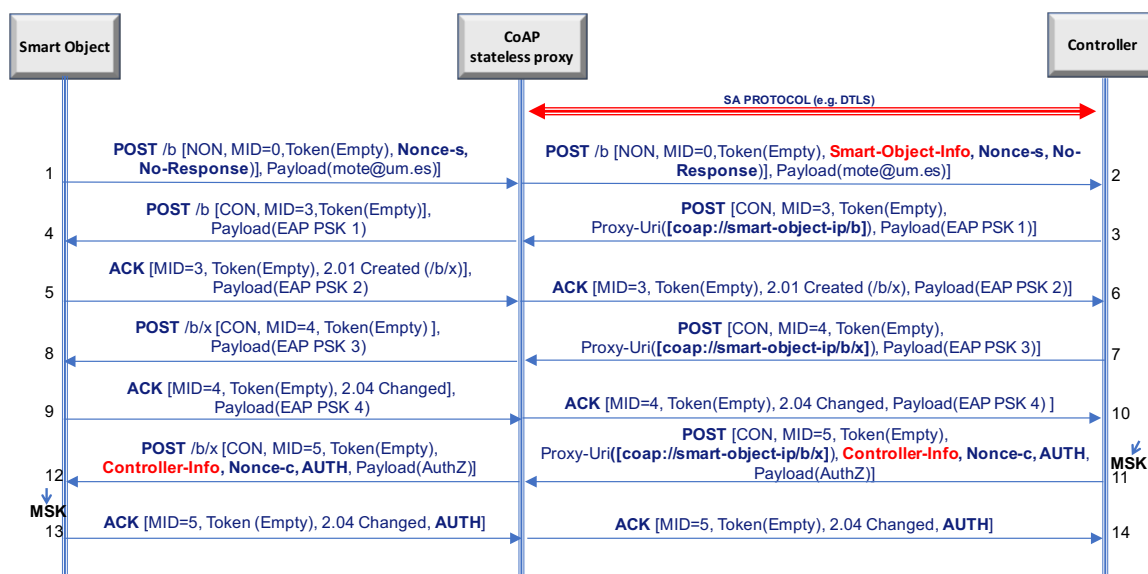 Smart Object
CoAP
stateless proxy
Controller
SA PROTOCOL (e.g. DTLS)
POST /b [NON, MID=0,Token(Empty), Nonce-s,
No-Response)], Payload(mote@um.es)]
1
POST /b [NON, MID=0,Token(Empty), Smart-Object-Info, Nonce-s, No-
Response)], Payload(mote@um.es)]
2
POST /b [CON, MID=3,Token(Empty)],
Payload(EAP PSK 1)
4
POST [CON, MID=3, Token(Empty),
Proxy-Uri([coap://smart-object-ip/b]), Payload(EAP PSK 1)]
3
ACK [MID=3, Token(Empty), 2.01 Created (/b/x)],
Payload(EAP PSK 2)
5
ACK [MID=3, Token(Empty), 2.01 Created (/b/x), Payload(EAP PSK 2)]
6
POST /b/x [CON, MID=4, Token(Empty) ],
Payload(EAP PSK 3)
8
POST [CON, MID=4, Token(Empty),
Proxy-Uri([coap://smart-object-ip/b/x]), Payload(EAP PSK 3)]
7
ACK [MID=4, Token(Empty), 2.04 Changed],
Payload(EAP PSK 4)
9
ACK [MID=4, Token(Empty), 2.04 Changed, Payload(EAP PSK 4) ]
10
POST /b/x [CON, MID=5, Token(Empty),
Controller-Info, Nonce-c, AUTH, Payload(AuthZ)]
12
POST [CON, MID=5, Token(Empty),
Proxy-Uri([coap://smart-object-ip/b/x]), Controller-Info, Nonce-c, AUTH,
Payload(AuthZ)]
MSK
11
MSK
13
ACK [MID=5, Token (Empty), 2.04 Changed, AUTH]
ACK [MID=5, Token(Empty), 2.04 Changed, AUTH]
14